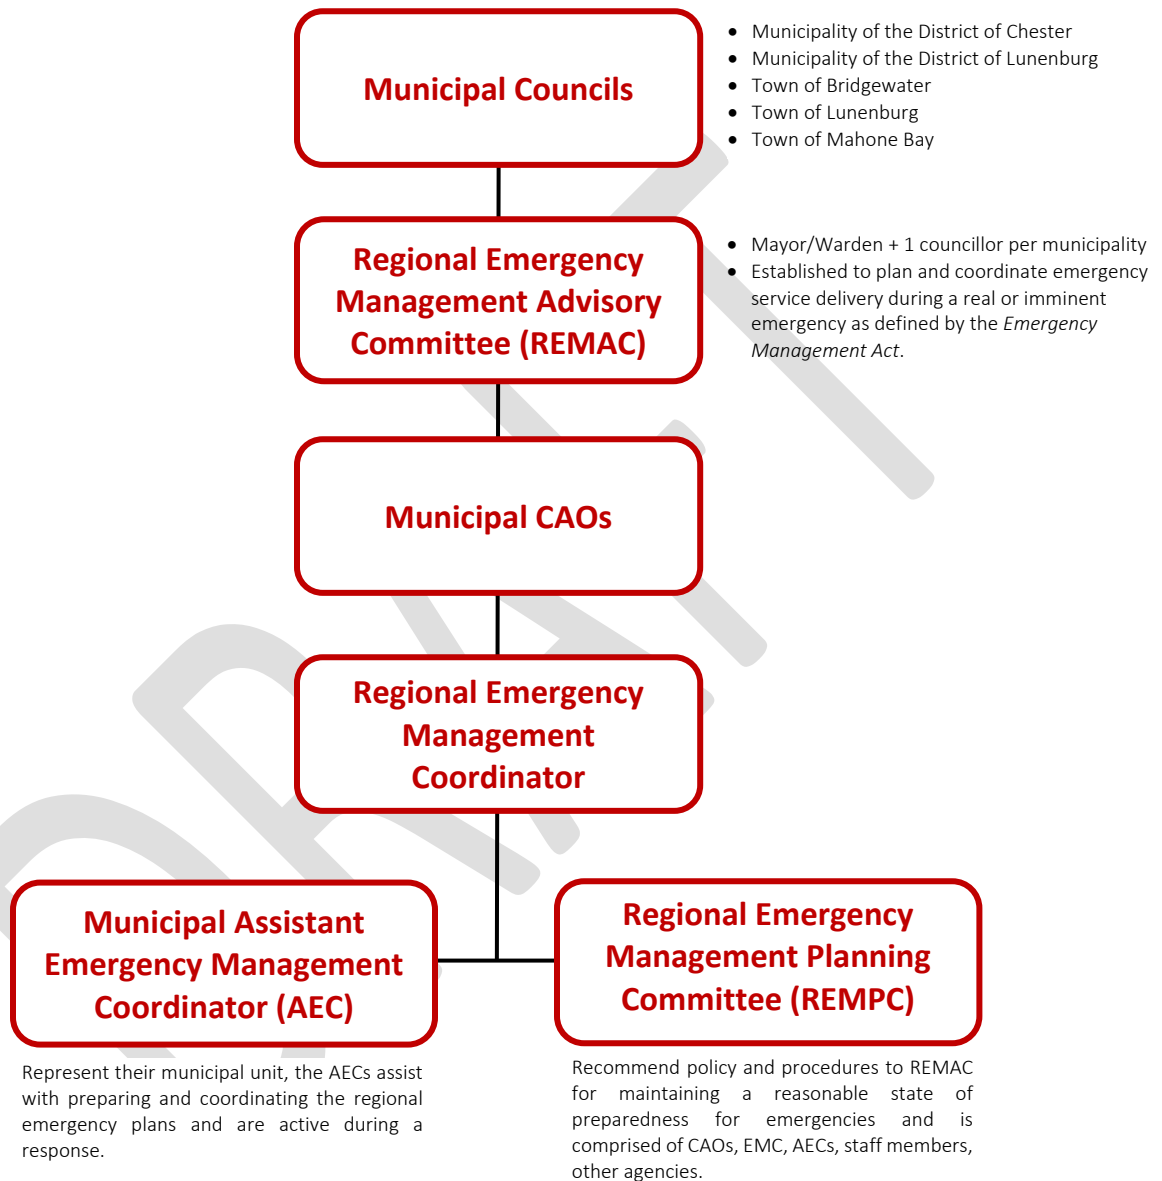 Municipal Councils
• Municipality of the District of Chester
• Municipality of the District of Lunenburg
• Town of Bridgewater
• Town of Lunenburg
• Town of Mahone Bay
Regional Emergency
Management Advisory
Committee (REMAC)
• Mayor/Warden + 1 councillor per municipality
• Established to plan and coordinate emergency
service delivery during a real or imminent
emergency as defined by the Emergency
Management Act.
Municipal CAOs
Regional Emergency
Management
Coordinator
Municipal Assistant
Emergency Management
Coordinator (AEC)
Represent their municipal unit, the AECs assist
with preparing and coordinating the regional
emergency plans and are active during a
response.
Regional Emergency
Management Planning
Committee (REMPC)
Recommend policy and procedures to REMAC
for maintaining a reasonable state of
preparedness for emergencies and is
comprised of CAOs, EMC, AECs, staff members,
other agencies.
DRAFT